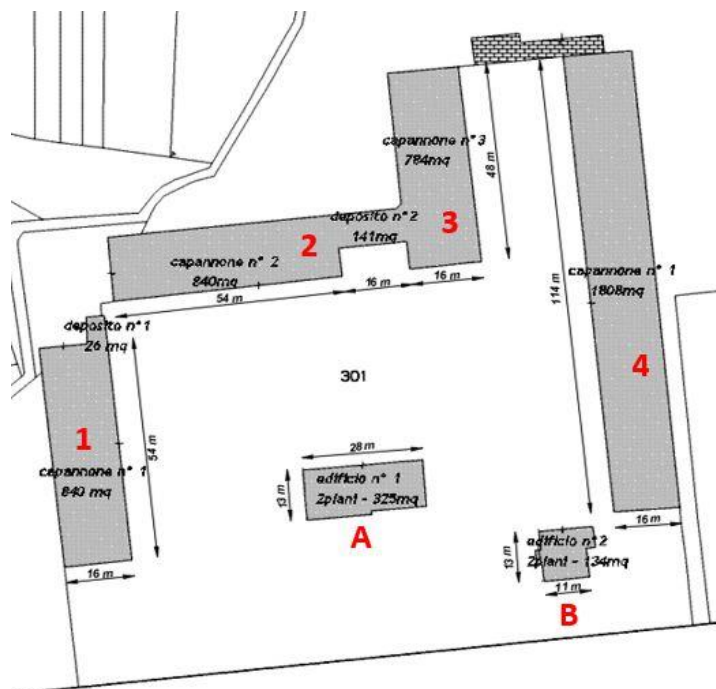 capannone n° 3
784mq
48 m
deposito n° 2
141mq
3
2
capannone n° 2
840mq
54 m
16 m
16 m
capannone n° 1
1808mq
114 m
4
16 m
deposito n° 1
26 mq
1
capannone n° 1
840 mq
54 m
16 m
301
28 m
13 m
edificio n° 1
2piani - 325mq
A
edificio n° 2
2piani - 134mq
13 m
11 m
B